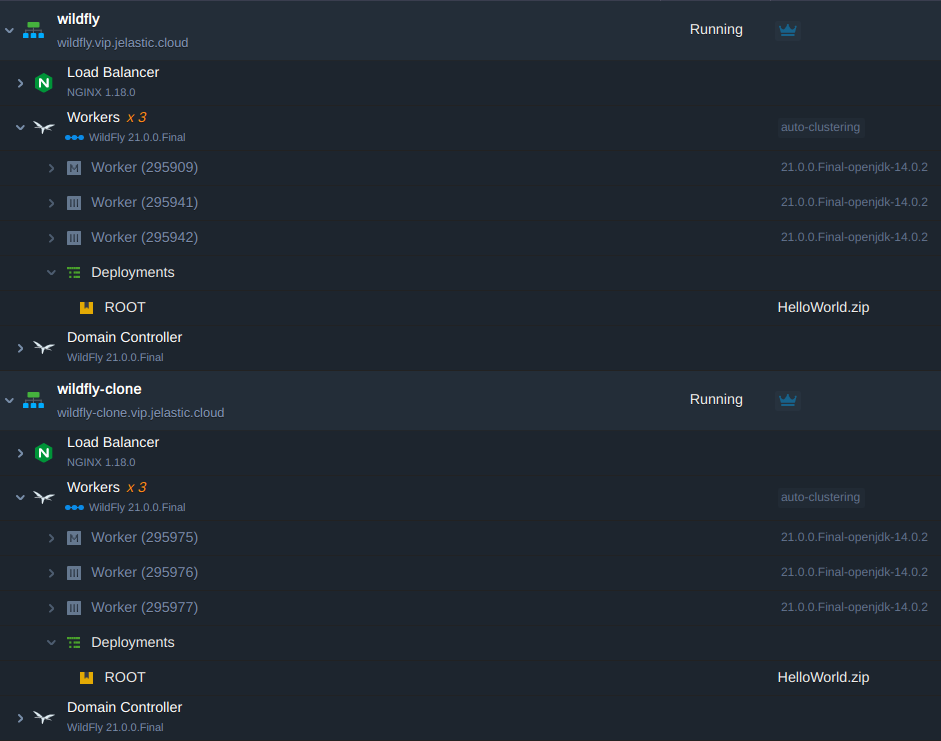 wildfly
Running
wildfly.vip.jelastic.cloud
Load Balancer
NGINX 1.18.0
Workers x 3
auto-clustering
WildFly 21.0.0.Final
M Worker (295909) 21.0.0.Final-openjdk-14.0.2
Worker (295941) 21.0.0.Final-openjdk-14.0.2
Worker (295942) 21.0.0.Final-openjdk-14.0.2
Deployments
ROOT HelloWorld.zip
Domain Controller
WildFly 21.0.0.Final
wildfly-clone
Running
wildfly-clone.vip.jelastic.cloud
Load Balancer
NGINX 1.18.0
Workers x 3
auto-clustering
WildFly 21.0.0.Final
M Worker (295975) 21.0.0.Final-openjdk-14.0.2
Worker (295976) 21.0.0.Final-openjdk-14.0.2
Worker (295977) 21.0.0.Final-openjdk-14.0.2
Deployments
ROOT HelloWorld.zip
Domain Controller
WildFly 21.0.0.Final